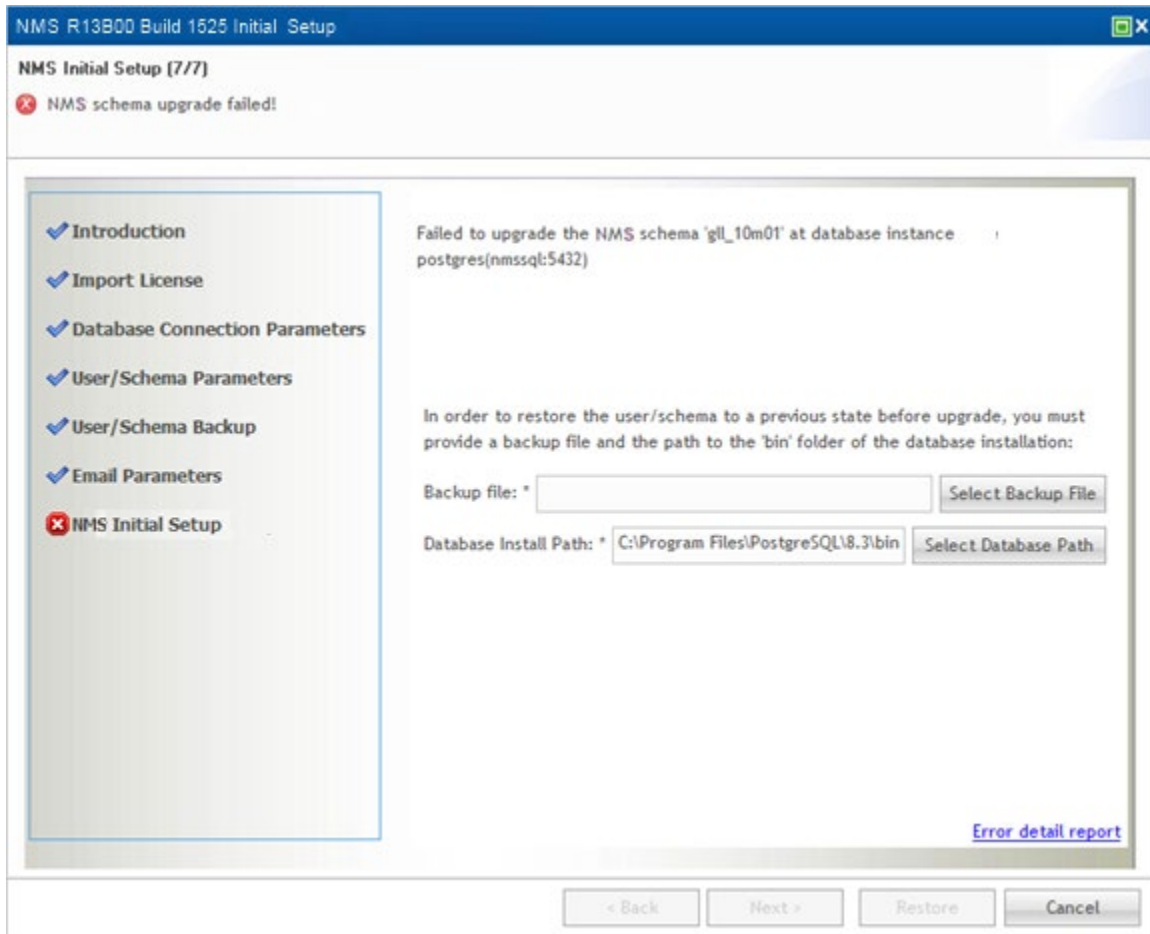 NMS R13B00 Build 1525 Initial Setup
NMS Initial Setup (7/7)
NMS schema upgrade failed!
Introduction
Import License
Database Connection Parameters
User/Schema Parameters
User/Schema Backup
Email Parameters
NMS Initial Setup
Failed to upgrade the NMS schema 'gll_10m01' at database instance
postgres(nmssql:5432)
In order to restore the user/schema to a previous state before upgrade, you must
provide a backup file and the path to the 'bin' folder of the database installation:
Backup file: * Select Backup File
Database Install Path: * C:\Program Files\PostgreSQL\8.3\bin Select Database Path
Error detail report
< Back Next > Restore Cancel